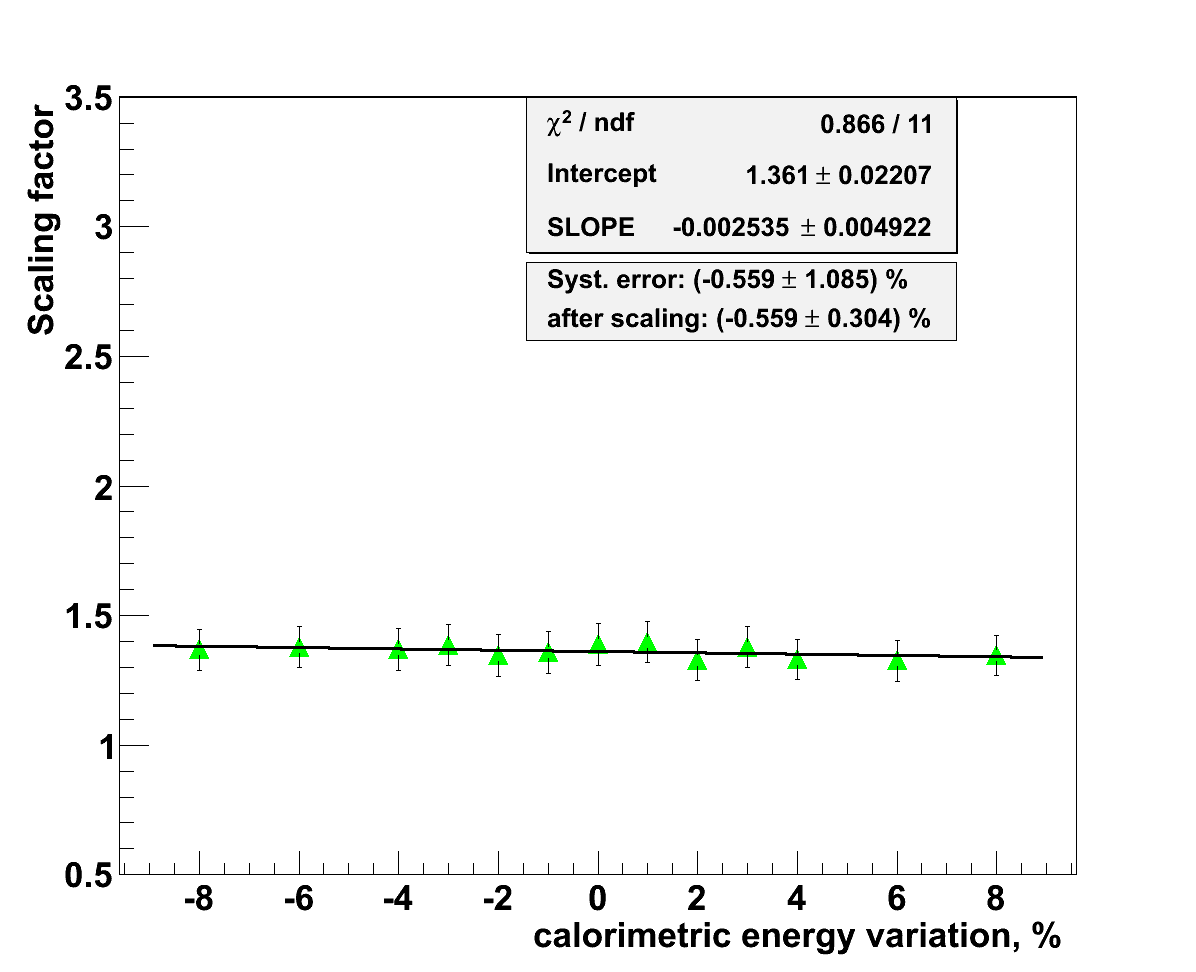 3.5
3
2.5
2
1.5
1
0.5
Scaling factor
χ² / ndf 0.866 / 11
Intercept 1.361 ± 0.02207
SLOPE -0.002535 ± 0.004922
Syst. error: (-0.559 ± 1.085) %
after scaling: (-0.559 ± 0.304) %
-8 -6 -4 -2 0 2 4 6 8
calorimetric energy variation, %